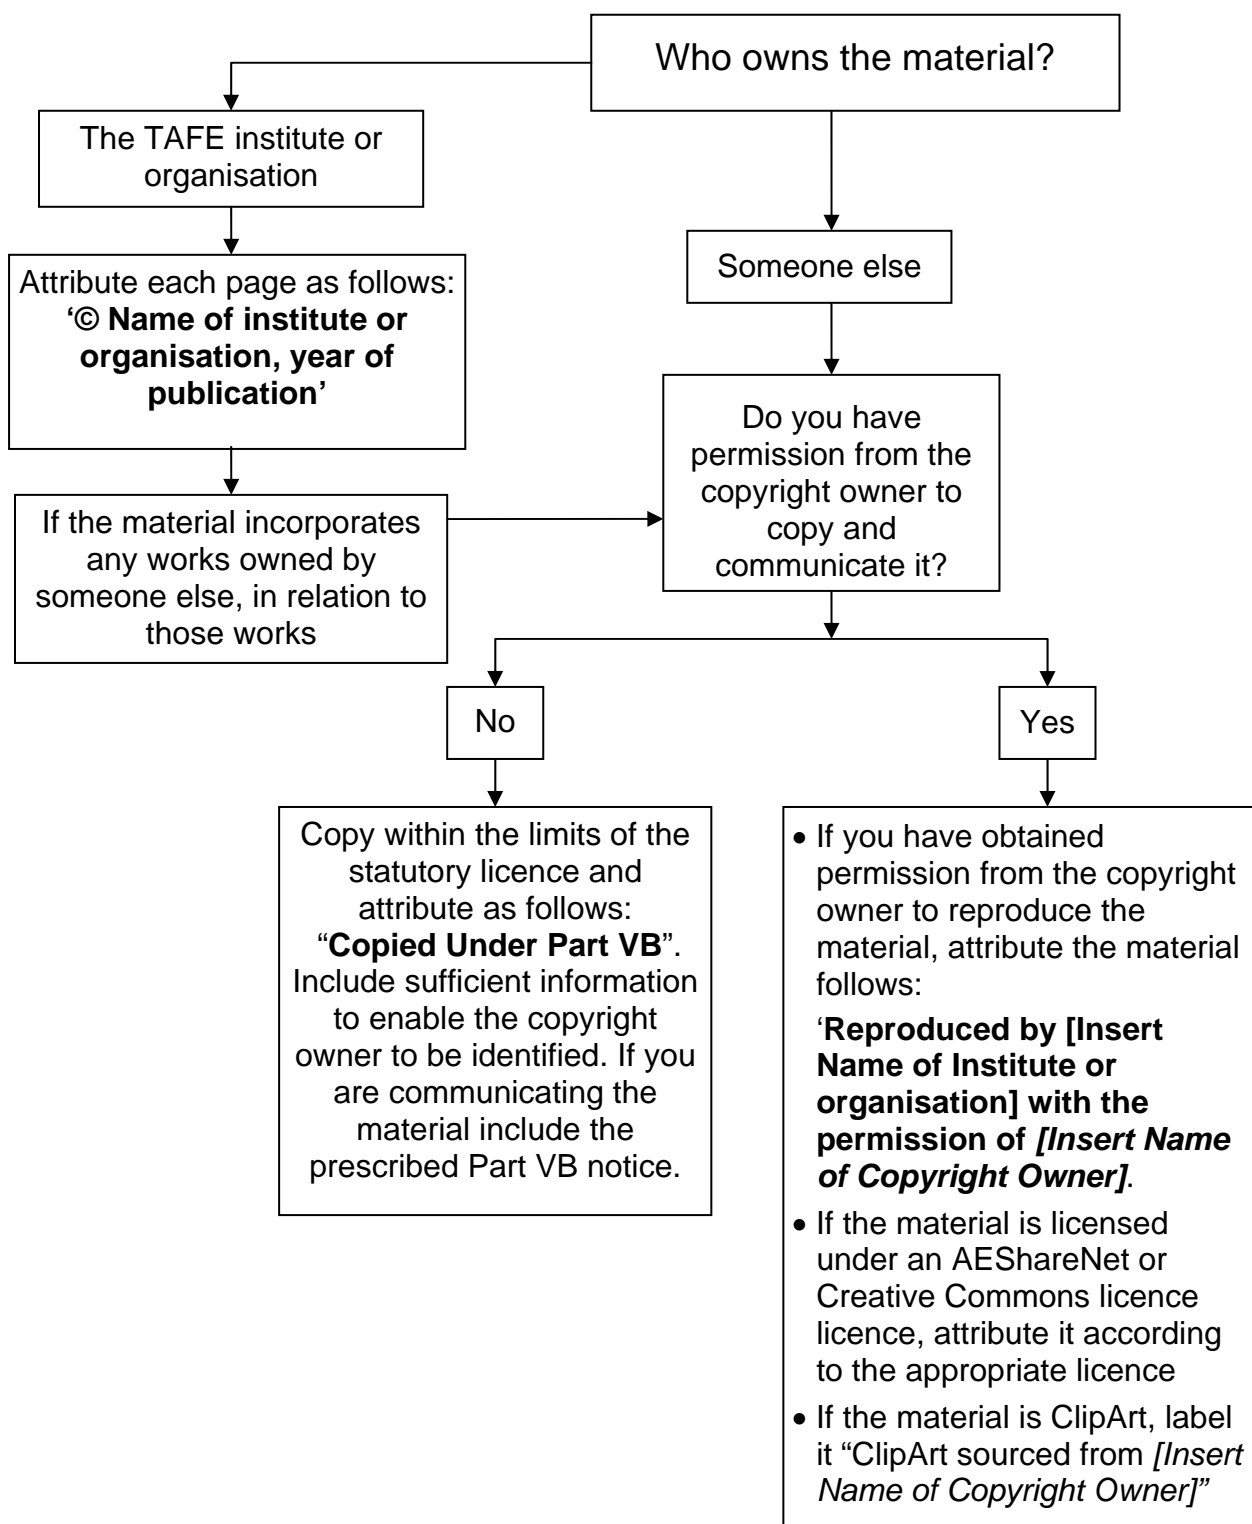 Who owns the material?
The TAFE institute or
organisation
Attribute each page as follows:
‘© Name of institute or
organisation, year of
publication’
If the material incorporates
any works owned by
someone else, in relation to
those works
Someone else
Do you have
permission from the
copyright owner to
copy and
communicate it?
No
Yes
Copy within the limits of the
statutory licence and
attribute as follows:
“Copied Under Part VB”.
Include sufficient information
to enable the copyright
owner to be identified. If you
are communicating the
material include the
prescribed Part VB notice.
• If you have obtained
permission from the copyright
owner to reproduce the
material, attribute the material
follows:
‘Reproduced by [Insert
Name of Institute or
organisation] with the
permission of [Insert Name
of Copyright Owner].
• If the material is licensed
under an AEShareNet or
Creative Commons licence
licence, attribute it according
to the appropriate licence
• If the material is ClipArt, label
it “ClipArt sourced from [Insert
Name of Copyright Owner]”